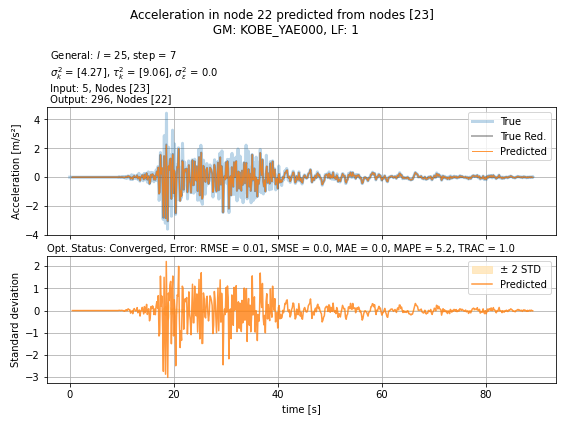 Acceleration in node 22 predicted from nodes [23]
GM: KOBE_YAE000, LF: 1
General: l = 25, step = 7
σ²ₖ = [4.27], τ²ₖ = [9.06], σ²ε = 0.0
Input: 5, Nodes [23]
Output: 296, Nodes [22]
Acceleration [m/s²]
4
2
0
−2
−4
True
True Red.
Predicted
Opt. Status: Converged, Error: RMSE = 0.01, SMSE = 0.0, MAE = 0.0, MAPE = 5.2, TRAC = 1.0
Standard deviation
2
1
0
−1
−2
−3
± 2 STD
Predicted
0 20 40 60 80
time [s]